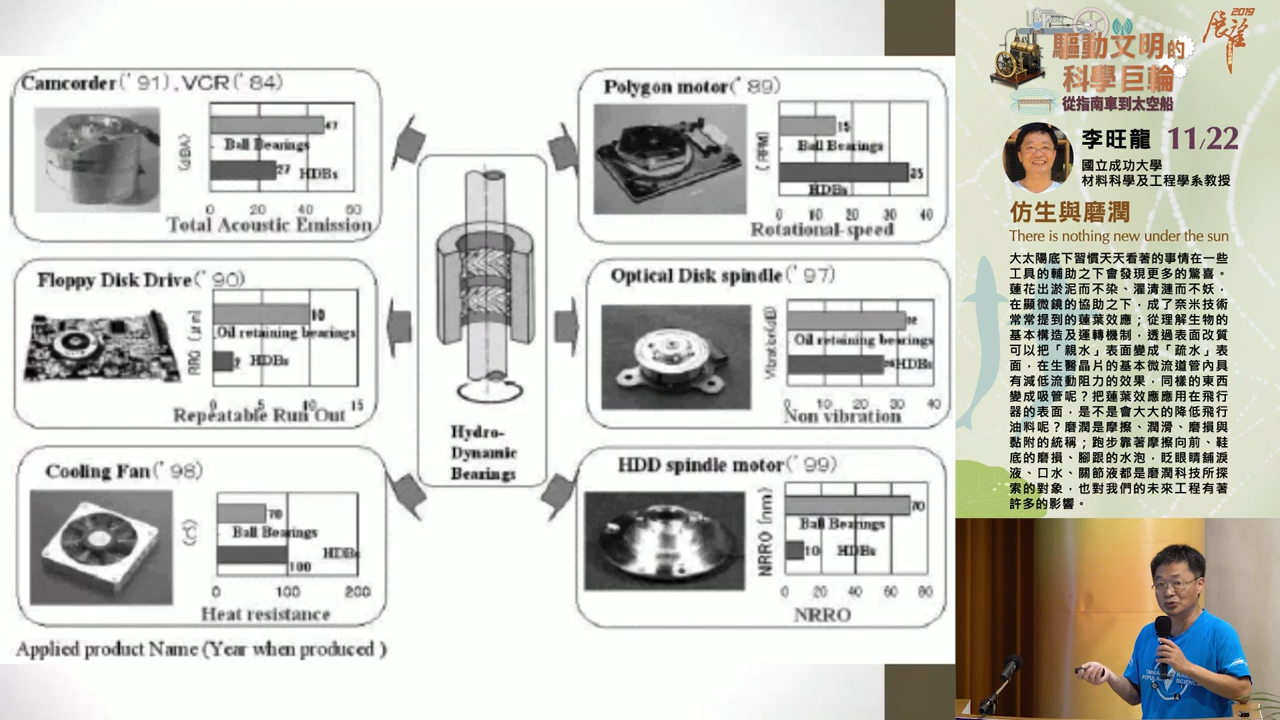 Camcorder('91),VCR('84)
(dBA)
47
Ball Bearings
27 HDBs
0 20 40 60
Total Acoustic Emission
Floppy Disk Drive('90)
RRO (μm)
10
Oil retaining bearings
2 HDBs
0 5 10 15
Repeatable Run Out
Cooling Fan('98)
(℃)
70
Ball Bearings
HDBs
100
0 100 200
Heat resistance
Applied product Name (Year when produced )
Hydro-
Dynamic
Bearings
Polygon motor('89)
(RPM)
15
Ball Bearings
35
HDBs
0 10 20 30 40
Rotational-speed
Optical Disk spindle('97)
Vibration(dB)
Oil retaining bearings
HDBs
0 10 20 30 40
Non vibration
HDD spindle motor('99)
NRRO (nm)
70
Ball Bearings
10 HDBs
0 20 40 60 80
NRRO
2019
展望
驅動文明的
科學巨輪
從指南車到太空船
李旺龍 11/22
國立成功大學
材料科學及工程學系教授
仿生與磨潤
There is nothing new under the sun
大太陽底下習慣天天看著的事情在一些
工具的輔助之下會發現更多的驚喜。
蓮花出淤泥而不染、濯清漣而不妖，
在顯微鏡的協助之下，成了奈米技術
常常提到的蓮葉效應；從理解生物的
基本構造及運轉機制，透過表面改質
可以把「親水」表面變成「疏水」表
面，在生醫晶片的基本微流道管內具
有減低流動阻力的效果，同樣的東西
變成吸管呢？把蓮葉效應應用在飛行
器的表面，是不是會大大的降低飛行
油料呢？磨潤是摩擦、潤滑、磨損與
黏附的統稱；跑步靠著摩擦向前、鞋
底的磨損、腳跟的水泡，眨眼睛舖淚
液、口水、關節液都是磨潤科技所探
索的對象，也對我們的未來工程有著
許多的影響。